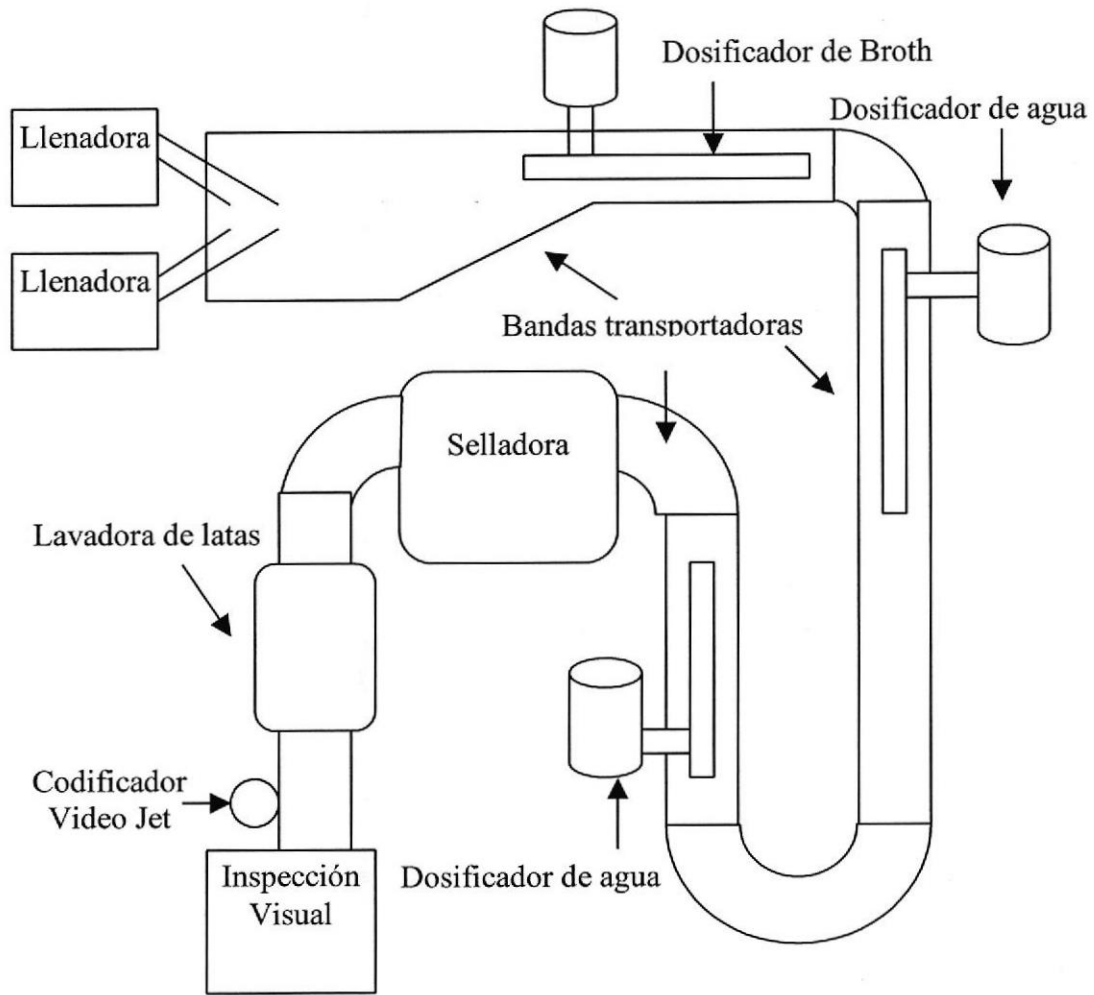 Dosificador de Broth
Dosificador de agua
Llenadora
Llenadora
Bandas transportadoras
Selladora
Lavadora de latas
Codificador
Video Jet
Dosificador de agua
Inspección
Visual